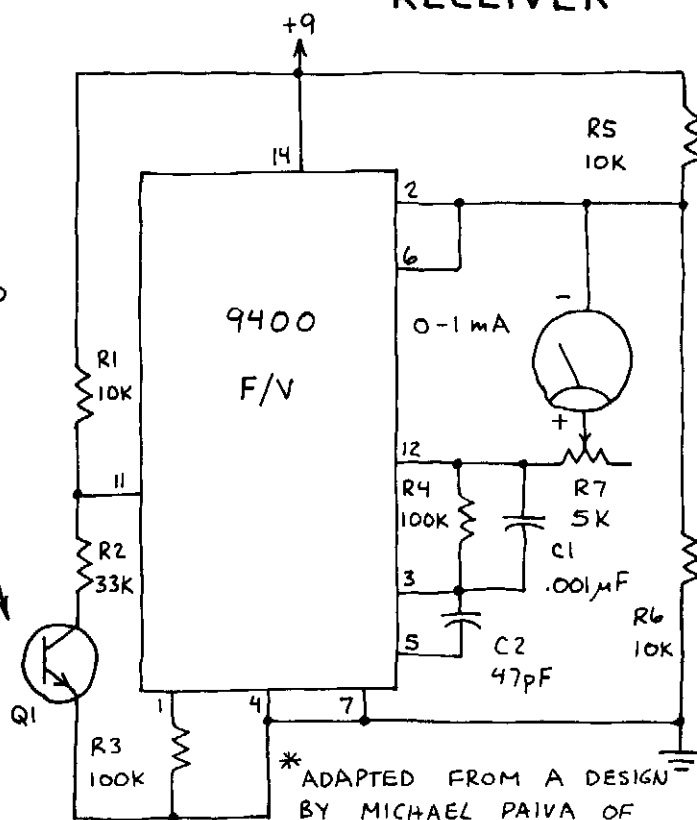 RECEIVER
+9
14
R5
10K
2
6
9400
F/V
0-1 mA
-
+
R1
10K
11
12
R4
100K
R7
5K
C1
.001µF
R2
33K
3
5
C2
47pF
R6
10K
Q1
1
4
7
R3
100K
* ADAPTED FROM A DESIGN
BY MICHAEL PAIVA OF